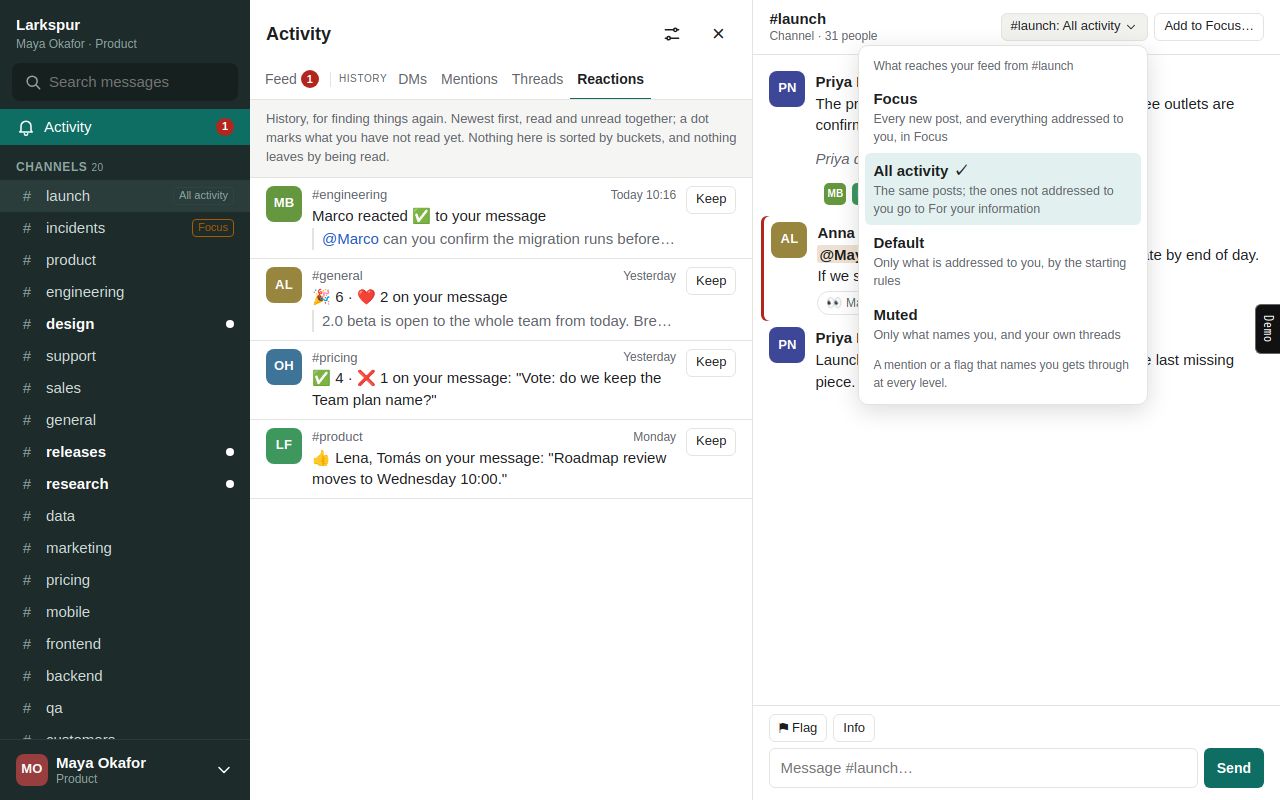 Larkspur
Maya Okafor · Product
Search messages
Activity 1
CHANNELS 20
# launch All activity
# incidents Focus
# product
# engineering
# design
# support
# sales
# general
# releases
# research
# data
# marketing
# pricing
# mobile
# frontend
# backend
# qa
# customers
MO Maya Okafor
Product
Activity
Feed 1 HISTORY DMs Mentions Threads Reactions
History, for finding things again. Newest first, read and unread together; a dot
marks what you have not read yet. Nothing here is sorted by buckets, and nothing
leaves by being read.
MB #engineering Today 10:16 Keep
Marco reacted ✅ to your message
@Marco can you confirm the migration runs before…
AL #general Yesterday Keep
🎉 6 · ❤️ 2 on your message
2.0 beta is open to the whole team from today. Bre…
OH #pricing Yesterday Keep
✅ 4 · ❌ 1 on your message: "Vote: do we keep the
Team plan name?"
LF #product Monday Keep
👍 Lena, Tomás on your message: "Roadmap review
moves to Wednesday 10:00."
#launch
Channel · 31 people
#launch: All activity
Add to Focus…
What reaches your feed from #launch
Focus
Every new post, and everything addressed to
you, in Focus
All activity ✓
The same posts; the ones not addressed to
you go to For your information
Default
Only what is addressed to you, by the starting
rules
Muted
Only what names you, and your own threads
A mention or a flag that names you gets through
at every level.
PN Priya
The outlets are
Priya
MB
AL Anna
by end of day.
If we
👀
PN Priya
last missing
piece.
Demo
Flag Info
Message #launch…
Send